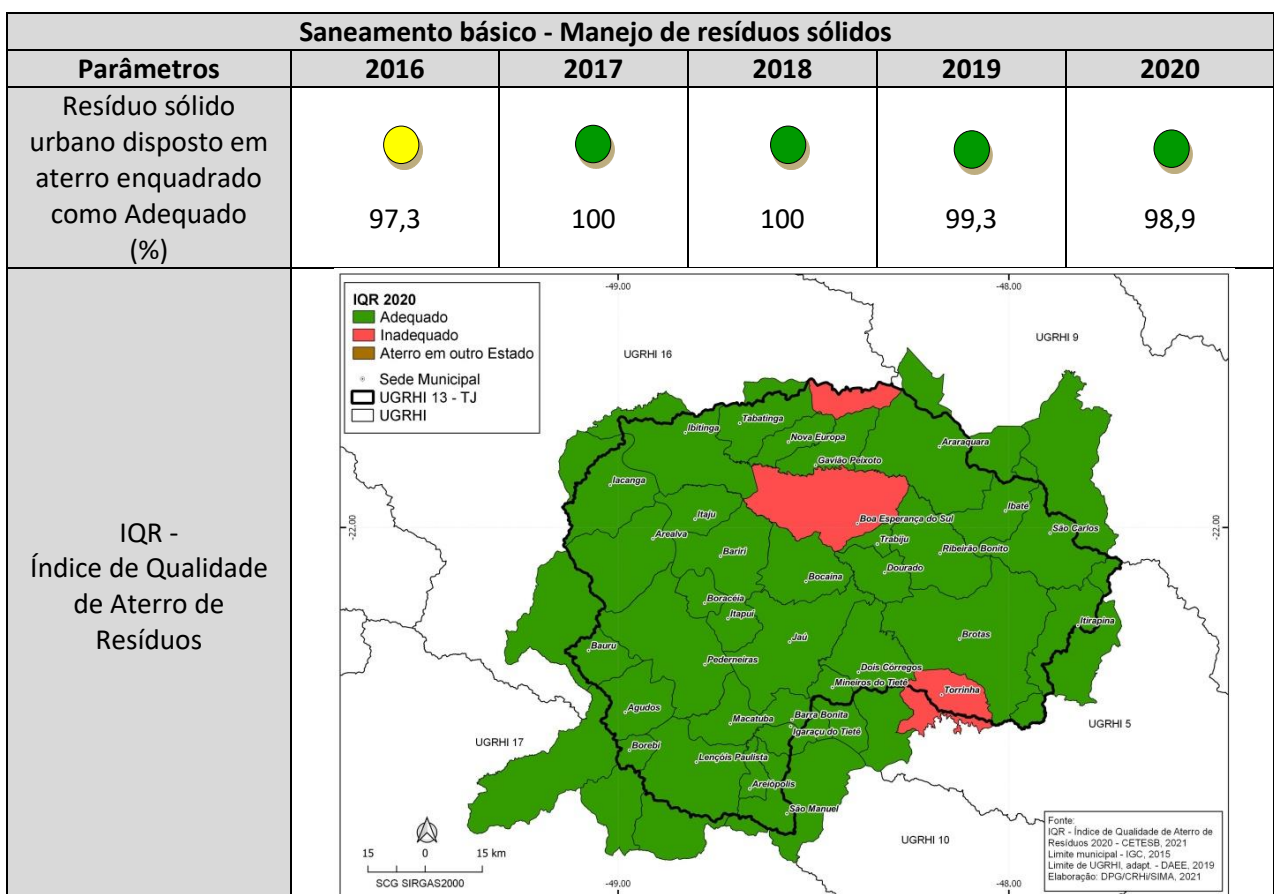 Saneamento básico - Manejo de resíduos sólidos
Parâmetros 2016 2017 2018 2019 2020
Resíduo sólido
urbano disposto em
aterro enquadrado
como Adequado
(%)
97,3 100 100 99,3 98,9
IQR -
Índice de Qualidade
de Aterro de
Resíduos
IQR 2020
Adequado
Inadequado
Aterro em outro Estado
Sede Municipal
UGRHI 13 - TJ
UGRHI
-49.00
-48.00
UGRHI 16
UGRHI 9
Tabatinga
Ibitinga
Nova Europa
Araraquara
Gavião Peixoto
Iacanga
Ibaté
Itaju
Boa Esperança do Sul
São Carlos
-22.00
-22.00
Arealva
Trabiju
Bariri
Ribeirão Bonito
Dourado
Bocaina
Boracéia
Itapuí
Itirapina
Jaú
Brotas
Bauru
Pederneiras
Dois Córregos
Mineiros do Tietê
Torrinha
Agudos
Macatuba
Barra Bonita
Igaraçu do Tietê
UGRHI 5
UGRHI 17
Borebi
Lençóis Paulista
Areiópolis
São Manuel
UGRHI 10
15 0 15 km
SCG SIRGAS2000
-49.00
-48.00
Fonte:
IQR - Índice de Qualidade de Aterro de
Resíduos 2020 - CETESB, 2021
Limite municipal - IGC, 2015
Limite de UGRHI, adapt. - DAEE, 2019
Elaboração: DPG/CRHi/SIMA, 2021